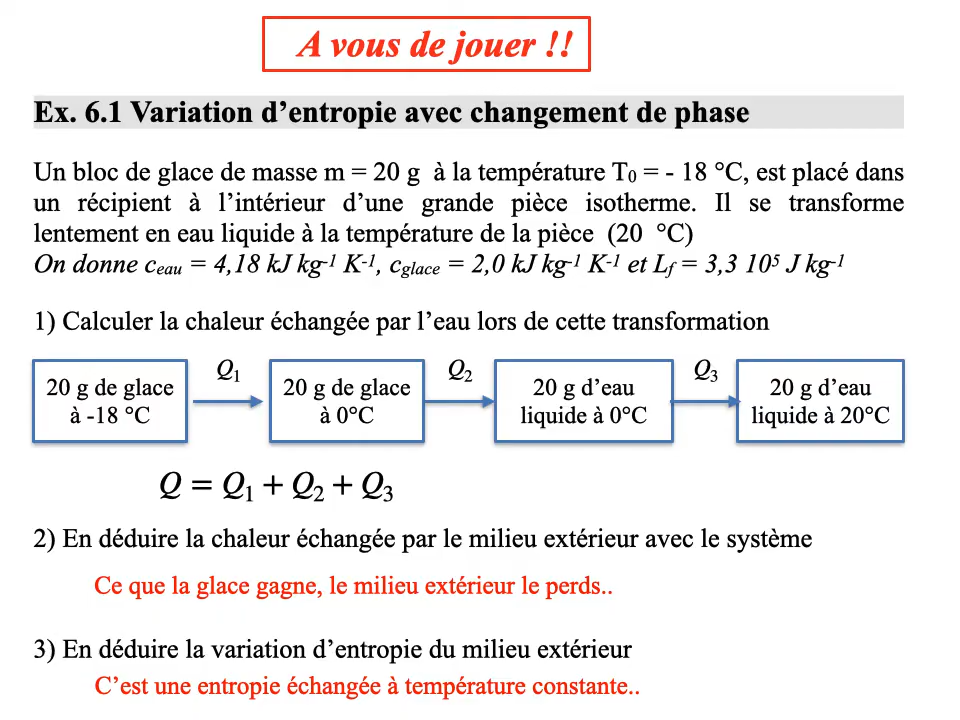 A vous de jouer !!
Ex. 6.1 Variation d’entropie avec changement de phase
Un bloc de glace de masse m = 20 g à la température T₀ = - 18 °C, est placé dans
un récipient à l’intérieur d’une grande pièce isotherme. Il se transforme
lentement en eau liquide à la température de la pièce (20 °C)
On donne cₑₐᵤ = 4,18 kJ kg⁻¹ K⁻¹, c_glace = 2,0 kJ kg⁻¹ K⁻¹ et L_f = 3,3 10⁵ J kg⁻¹
1) Calculer la chaleur échangée par l’eau lors de cette transformation
Q₁ Q₂ Q₃
20 g de glace
à -18 °C
20 g de glace
à 0°C
20 g d’eau
liquide à 0°C
20 g d’eau
liquide à 20°C
Q = Q₁ + Q₂ + Q₃
2) En déduire la chaleur échangée par le milieu extérieur avec le système
Ce que la glace gagne, le milieu extérieur le perds..
3) En déduire la variation d’entropie du milieu extérieur
C’est une entropie échangée à température constante..